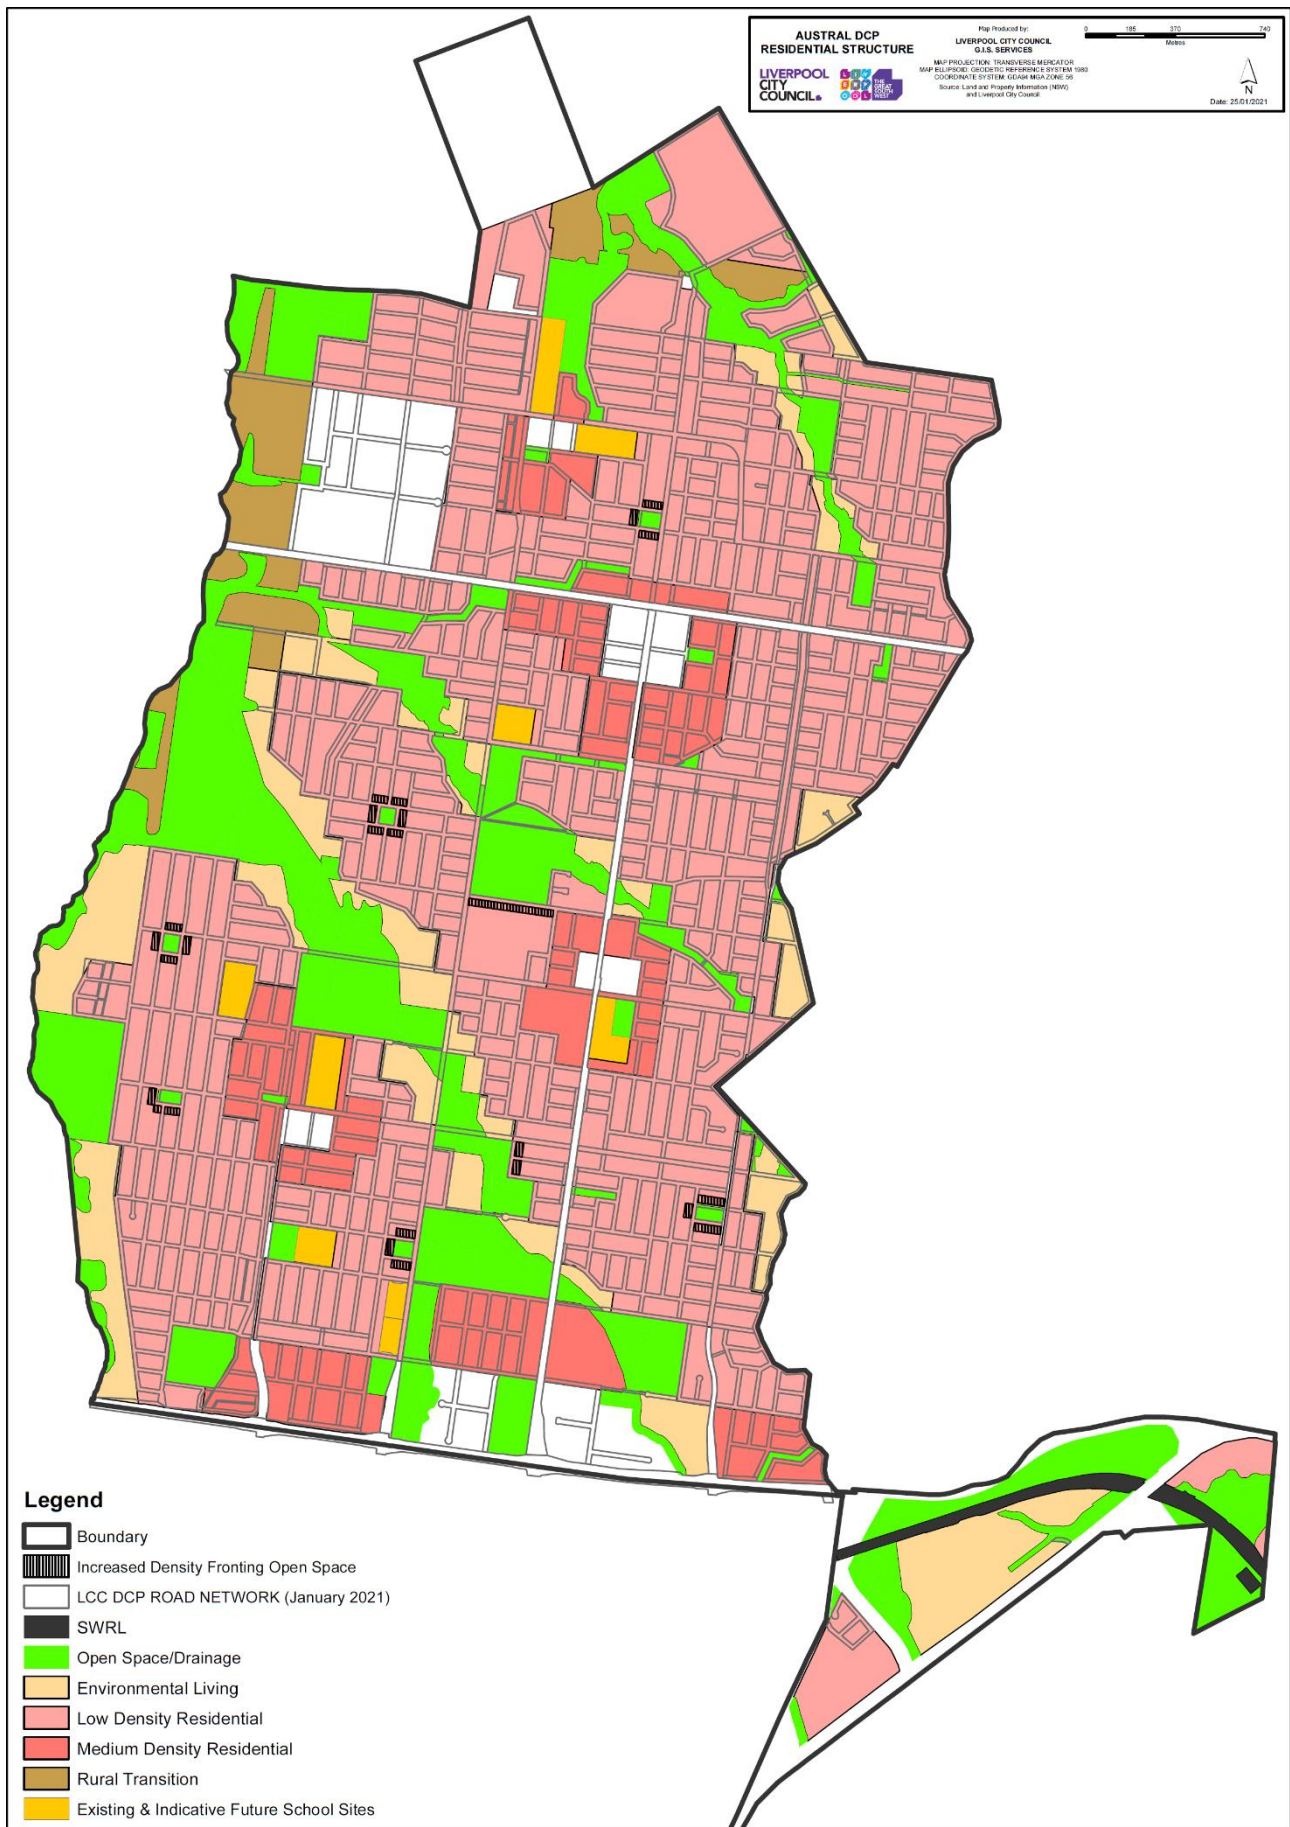 AUSTRAL DCP
RESIDENTIAL STRUCTURE
LIVERPOOL
CITY
COUNCIL
THE
GREAT
SOUTH
WEST
Map Produced by:
LIVERPOOL CITY COUNCIL
G.I.S. SERVICES
MAP PROJECTION: TRANSVERSE MERCATOR
MAP ELLIPSOID: GEODETIC REFERENCE SYSTEM 1980
COORDINATE SYSTEM: GDA94 MGA ZONE 56
Source: Land and Property Information (NSW)
and Liverpool City Council
0 185 370 740
Metres
N
Date: 25/01/2021
Legend
Boundary
Increased Density Fronting Open Space
LCC DCP ROAD NETWORK (January 2021)
SWRL
Open Space/Drainage
Environmental Living
Low Density Residential
Medium Density Residential
Rural Transition
Existing & Indicative Future School Sites